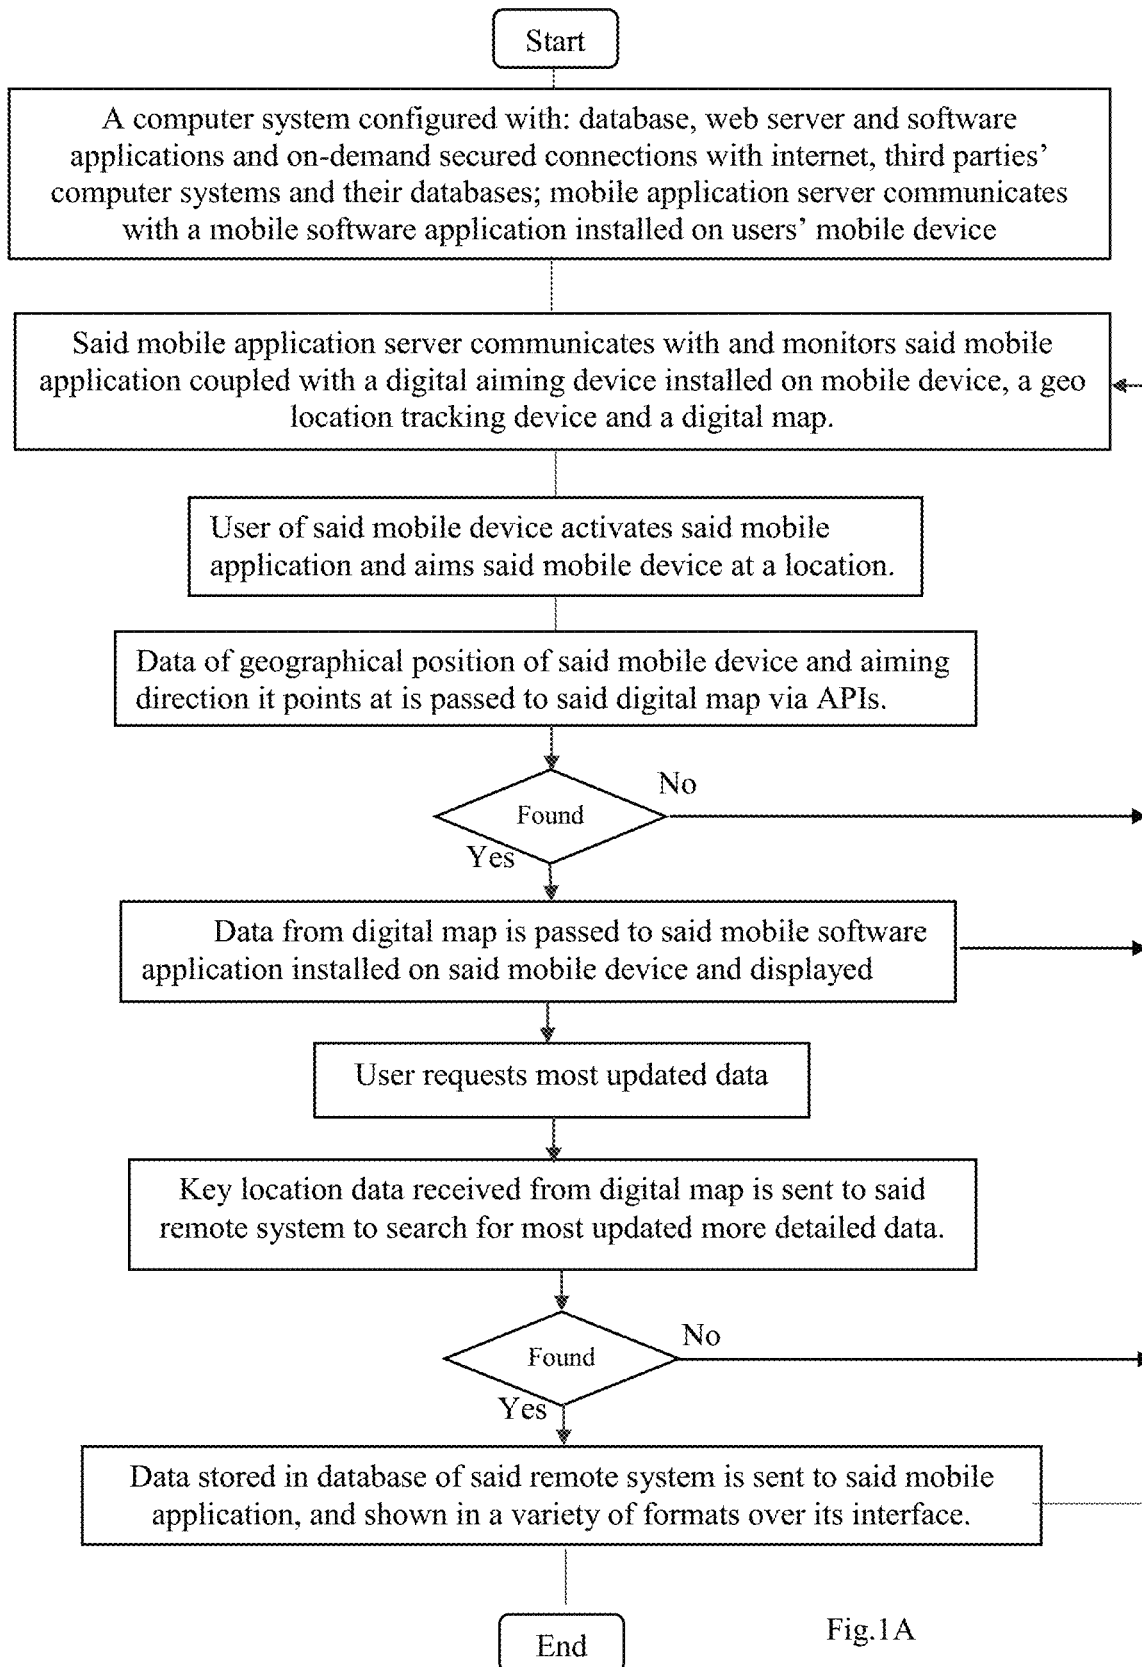 Start
A computer system configured with: database, web server and software
applications and on-demand secured connections with internet, third parties’
computer systems and their databases; mobile application server communicates
with a mobile software application installed on users’ mobile device
Said mobile application server communicates with and monitors said mobile
application coupled with a digital aiming device installed on mobile device, a geo
location tracking device and a digital map.
User of said mobile device activates said mobile
application and aims said mobile device at a location.
Data of geographical position of said mobile device and aiming
direction it points at is passed to said digital map via APIs.
No
Found
Yes
Data from digital map is passed to said mobile software
application installed on said mobile device and displayed
User requests most updated data
Key location data received from digital map is sent to said
remote system to search for most updated more detailed data.
No
Found
Yes
Data stored in database of said remote system is sent to said mobile
application, and shown in a variety of formats over its interface.
End
Fig.1A